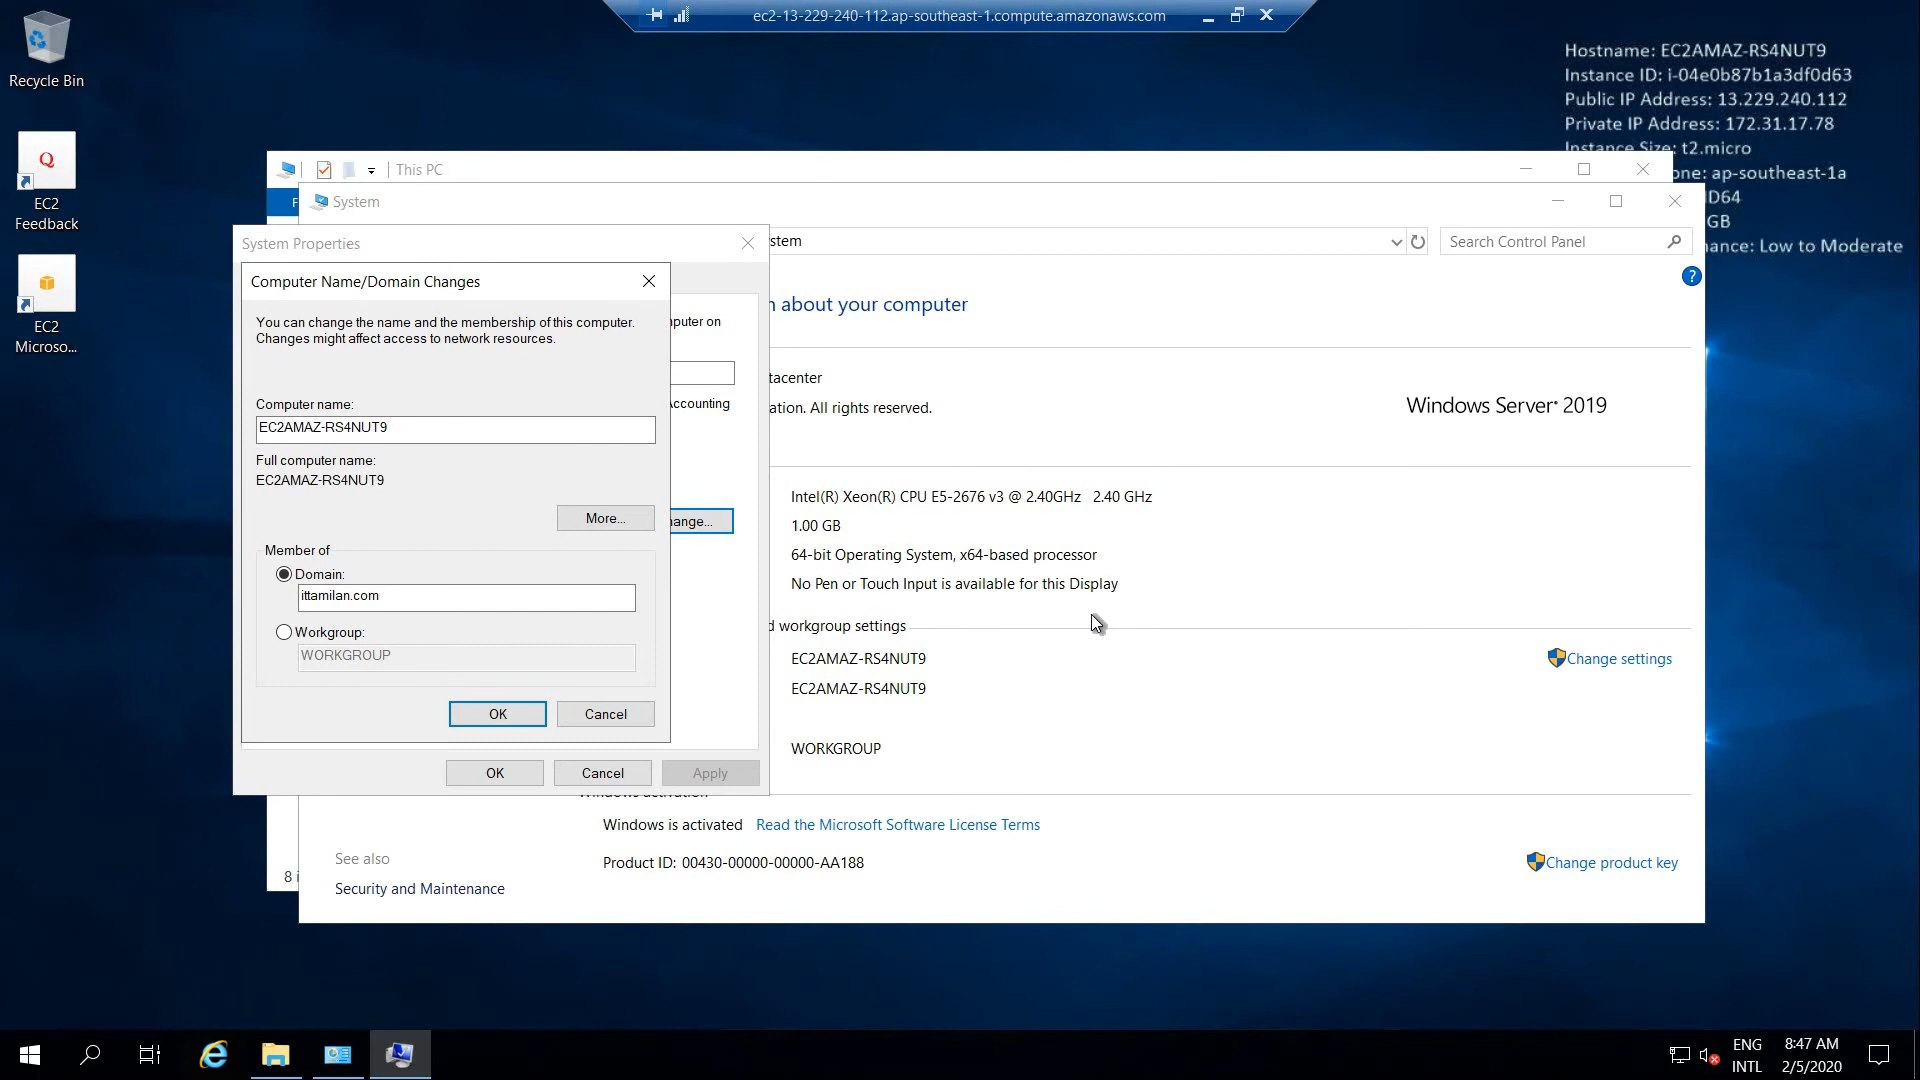 ec2-13-229-240-112.ap-southeast-1.compute.amazonaws.com
Recycle Bin
EC2
Feedback
EC2
Microso...
Hostname: EC2AMAZ-RS4NUT9
Instance ID: i-04e0b87b1a3df0d63
Public IP Address: 13.229.240.112
Private IP Address: 172.31.17.78
Instance Size: t2.micro
one: ap-southeast-1a
D64
GB
ance: Low to Moderate
This PC
F
System
stem
Search Control Panel
System Properties
Computer Name/Domain Changes
You can change the name and the membership of this computer.
Changes might affect access to network resources.
Computer name:
EC2AMAZ-RS4NUT9
Full computer name:
EC2AMAZ-RS4NUT9
More...
Member of
Domain:
ittamilan.com
Workgroup:
WORKGROUP
OK
Cancel
puter on
Accounting
ange...
OK
Cancel
Apply
about your computer
tacenter
ation. All rights reserved.
Windows Server 2019
Intel(R) Xeon(R) CPU E5-2676 v3 @ 2.40GHz 2.40 GHz
1.00 GB
64-bit Operating System, x64-based processor
No Pen or Touch Input is available for this Display
d workgroup settings
EC2AMAZ-RS4NUT9
Change settings
EC2AMAZ-RS4NUT9
WORKGROUP
Windows activation
Windows is activated Read the Microsoft Software License Terms
Product ID: 00430-00000-00000-AA188
Change product key
See also
Security and Maintenance
8 i
ENG
INTL
8:47 AM
2/5/2020